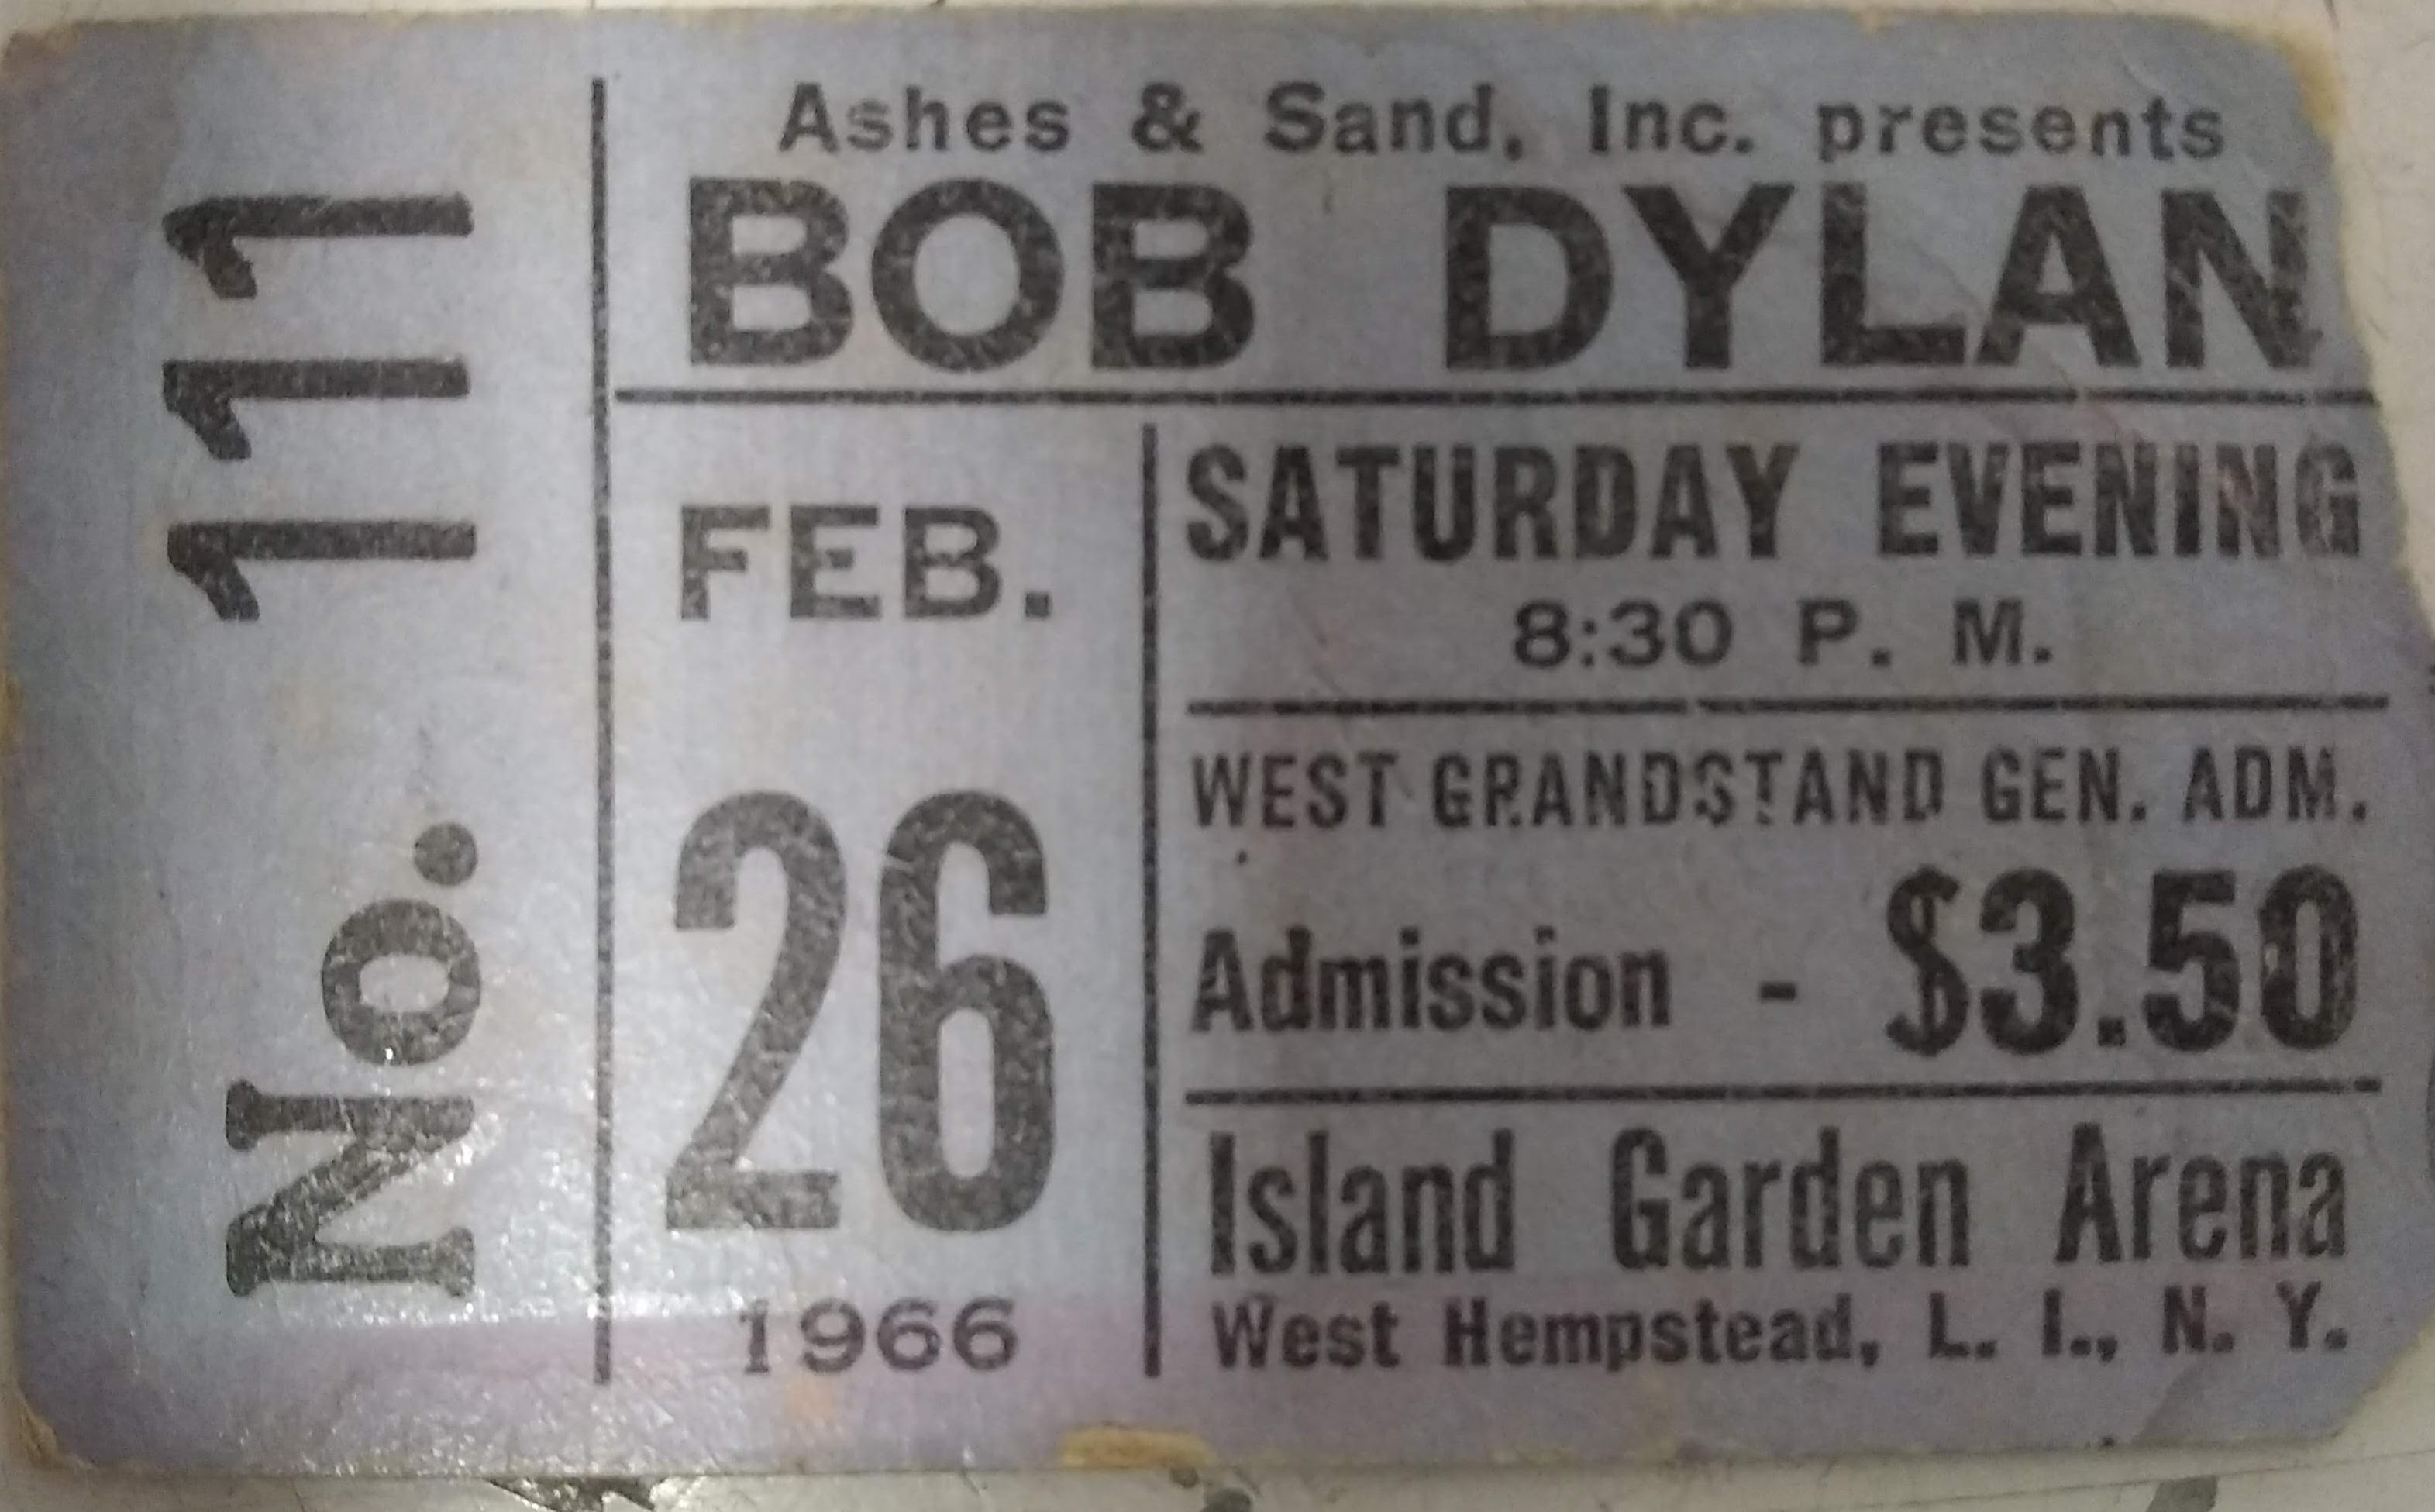 No. 111
Ashes & Sand, Inc. presents
BOB DYLAN
FEB.
26
1966
SATURDAY EVENING
8:30 P. M.
WEST GRANDSTAND GEN. ADM.
Admission - $3.50
Island Garden Arena
West Hempstead, L. I., N. Y.